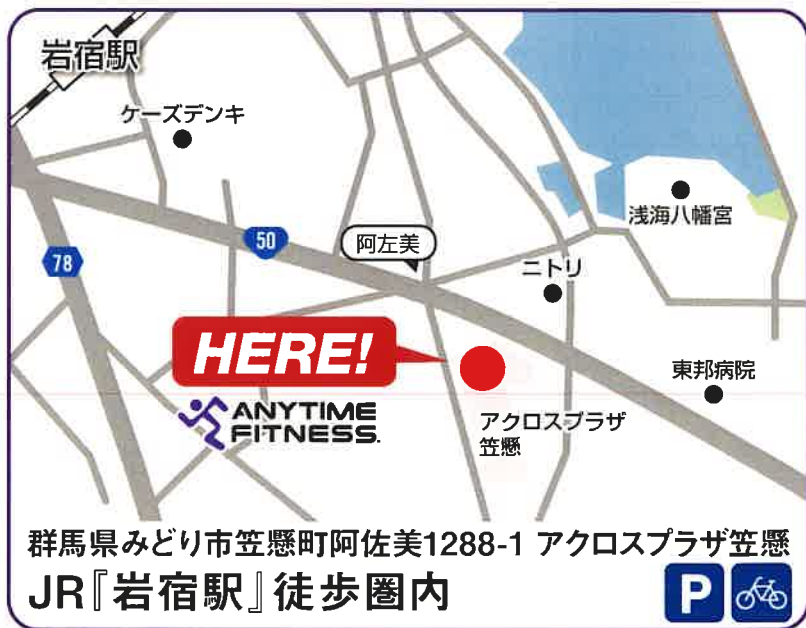 岩宿駅
ケーズデンキ
浅海八幡宮
50
阿左美
78
ニトリ
HERE!
東邦病院
ANYTIME
FITNESS.
アクロスプラザ
笠懸
群馬県みどり市笠懸町阿佐美1288-1 アクロスプラザ笠懸
JR『岩宿駅』徒歩圏内
P